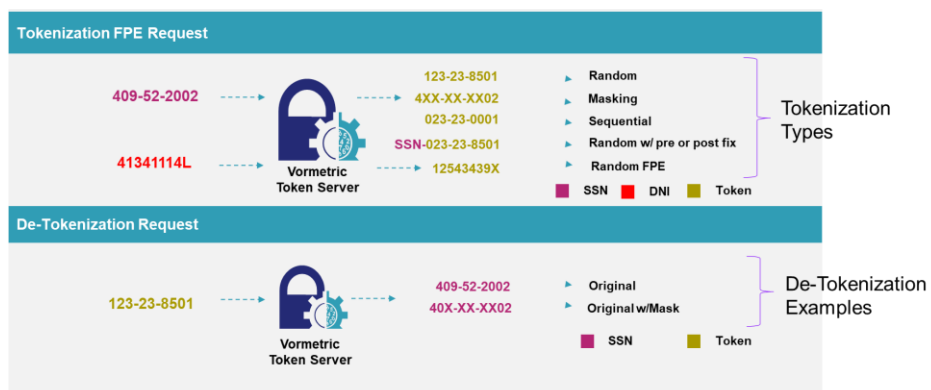 Tokenization FPE Request
409-52-2002
41341114L
Vormetric
Token Server
123-23-8501
4XX-XX-XX02
023-23-0001
SSN-023-23-8501
12543439X
Random
Masking
Sequential
Random w/ pre or post fix
Random FPE
SSN DNI Token
Tokenization
Types
De-Tokenization Request
123-23-8501
Vormetric
Token Server
409-52-2002
40X-XX-XX02
Original
Original w/Mask
SSN Token
De-Tokenization
Examples